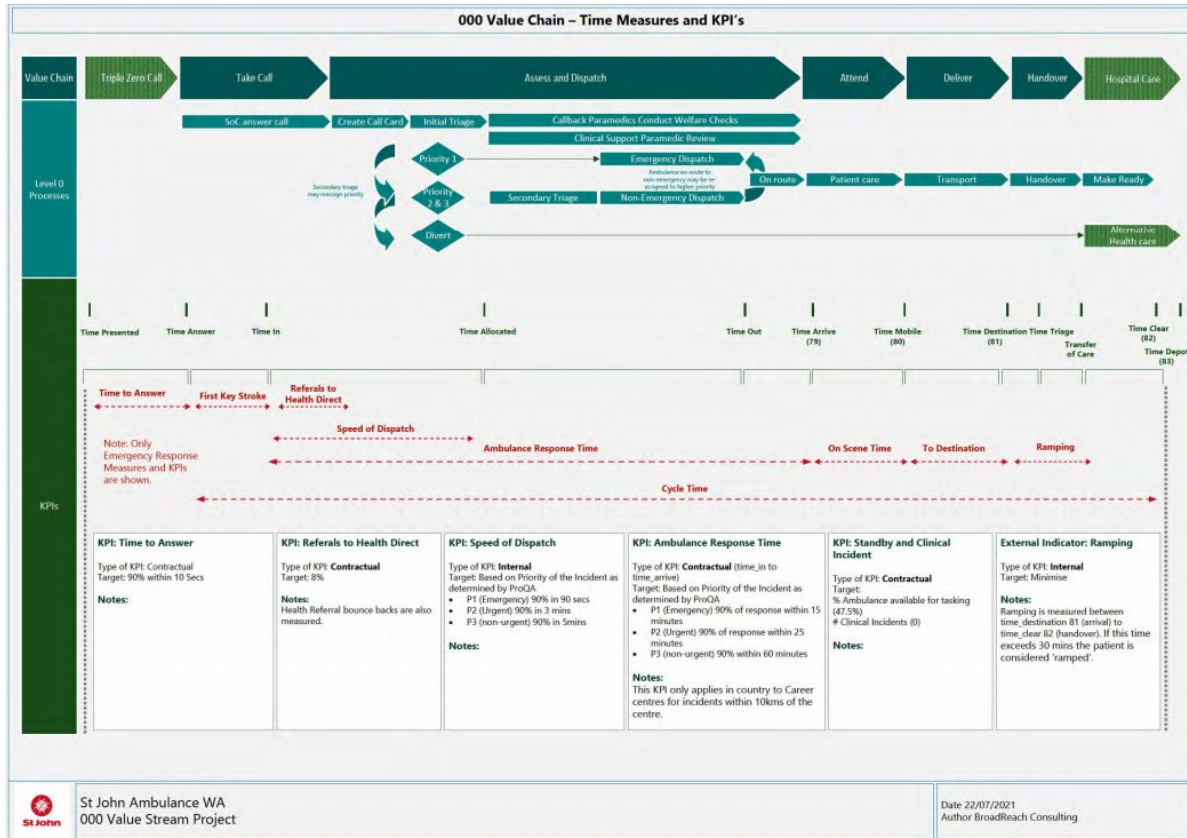 000 Value Chain – Time Measures and KPI's
Value Chain
Triple Zero Call
Take Call
Assess and Dispatch
Attend
Deliver
Handover
Hospital Care
Level 0
Processes
SoC answer call
Create Call Card
Initial Triage
Callback Paramedics Conduct Welfare Checks
Clinical Support Paramedic Review
Priority 1
Emergency Dispatch
Secondary triage
may reassign priority
Ambulance en-route to
non-emergency may be re-
assigned to higher priority
Priority
2 & 3
Secondary Triage
Non-Emergency Dispatch
On route
Patient care
Transport
Handover
Make Ready
Divert
Alternative
Health care
KPIs
Time Presented
Time Answer
Time In
Time Allocated
Time Out
Time Arrive
(79)
Time Mobile
(80)
Time Destination
(81)
Time Triage
Transfer
of Care
Time Clear
(82)
Time Depot
(83)
Time to Answer
First Key Stroke
Referals to
Health Direct
Speed of Dispatch
Note: Only
Emergency Response
Measures and KPIs
are shown.
Ambulance Response Time
On Scene Time
To Destination
Ramping
Cycle Time
KPI: Time to Answer
Type of KPI: Contractual
Target: 90% within 10 Secs
Notes:
KPI: Referrals to Health Direct
Type of KPI: Contractual
Target: 8%
Notes:
Health Referral bounce backs are also
measured.
KPI: Speed of Dispatch
Type of KPI: Internal
Target: Based on Priority of the Incident as
determined by ProQA
• P1 (Emergency) 90% in 90 secs
• P2 (Urgent) 90% in 3 mins
• P3 (non-urgent) 90% in 5mins
Notes:
KPI: Ambulance Response Time
Type of KPI: Contractual (time_in to
time_arrive)
Target: Based on Priority of the Incident as
determined by ProQA
• P1 (Emergency) 90% of response within 15
minutes
• P2 (Urgent) 90% of response within 25
minutes
• P3 (non-urgent) 90% within 60 minutes
Notes:
This KPI only applies in country to Career
centres for incidents within 10kms of the
centre.
KPI: Standby and Clinical
Incident
Type of KPI: Contractual
Target:
% Ambulance available for tasking
(47.5%)
# Clinical Incidents (0)
Notes:
External Indicator: Ramping
Type of KPI: Internal
Target: Minimise
Notes:
Ramping is measured between
time_destination 81 (arrival) to
time_clear 82 (handover). If this time
exceeds 30 mins the patient is
considered 'ramped'.
St John
St John Ambulance WA
000 Value Stream Project
Date 22/07/2021
Author BroadReach Consulting